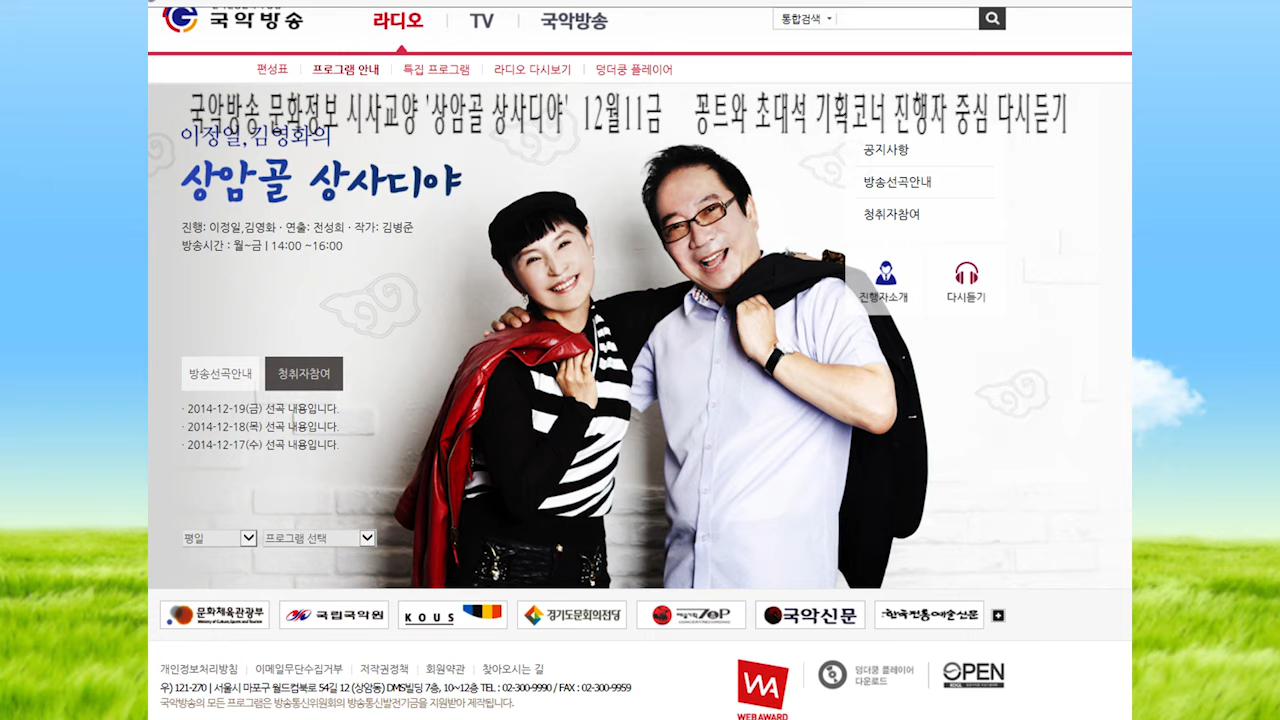 국악방송
라디오 TV 국악방송
통합검색
편성표 프로그램 안내 특집 프로그램 라디오 다시보기 덩더쿵 플레이어
국악방송 문화정보 시사교양 '상암골 상사디야' 12월11금 꽁트와 초대석 기획코너 진행자 중심 다시듣기
이정일, 김영화의
상암골 상사디야
진행: 이정일,김영화 · 연출: 전성희 · 작가: 김병준
방송시간 : 월~금 | 14:00 ~16:00
공지사항
방송선곡안내
청취자참여
진행자소개 다시듣기
방송선곡안내 청취자참여
· 2014-12-19(금) 선곡 내용입니다.
· 2014-12-18(목) 선곡 내용입니다.
· 2014-12-17(수) 선곡 내용입니다.
평일 프로그램 선택
문화체육관광부 국립국악원 KOUS 경기도문화의전당 TOP 국악신문 한국전통예술신문
Ministry of Culture, Sports and Tourism
개인정보처리방침 이메일무단수집거부 저작권정책 회원약관 찾아오시는 길
우) 121-270 | 서울시 마포구 월드컵북로 54길 12 (상암동) DMS빌딩 7층, 10~12층 TEL : 02-300-9990 / FAX : 02-300-9959
국악방송의 모든 프로그램은 방송통신위원회의 방송통신발전기금을 지원받아 제작됩니다.
WA
WEB AWARD
덩더쿵 플레이어
다운로드
OPEN